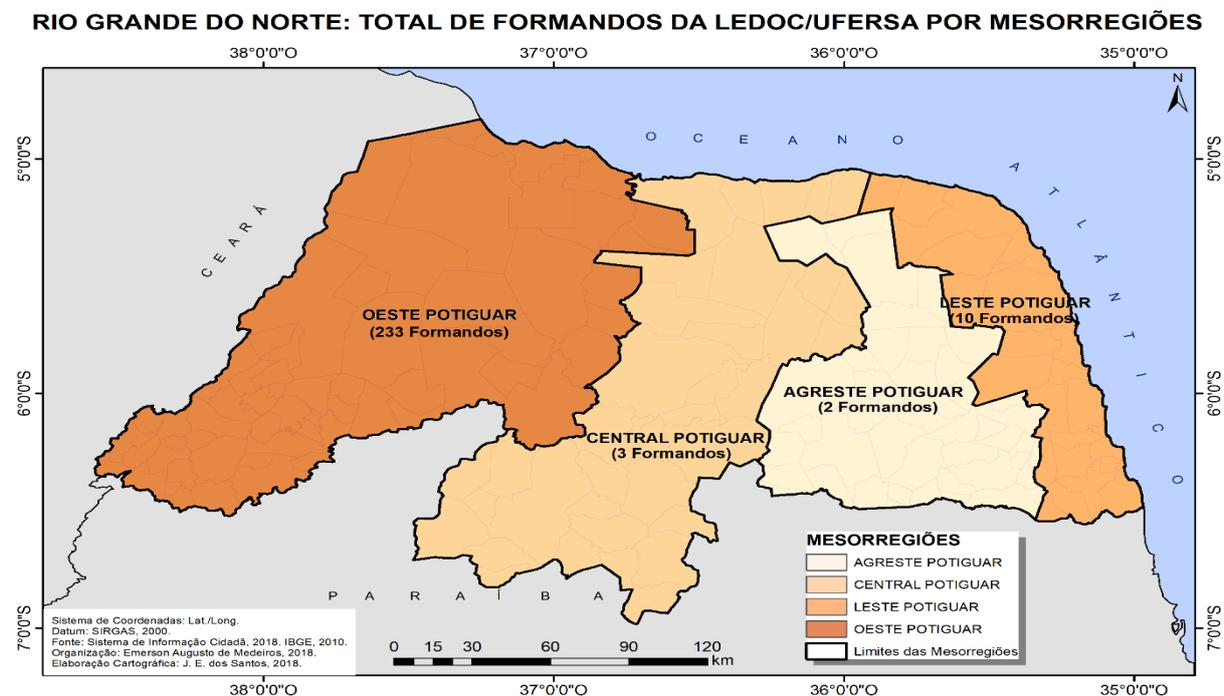 RIO GRANDE DO NORTE: TOTAL DE FORMANDOS DA LEDOC/UFERSA POR MESORREGIÕES
38°0'0"O 37°0'0"O 36°0'0"O 35°0'0"O
N
5°0'0"S 5°0'0"S
OCEANO ATLÂNTICO
CEARÁ
OESTE POTIGUAR
(233 Formandos)
LESTE POTIGUAR
(10 Formandos)
6°0'0"S 6°0'0"S
AGRESTE POTIGUAR
(2 Formandos)
CENTRAL POTIGUAR
(3 Formandos)
PARAIBA
MESORREGIÕES
AGRESTE POTIGUAR
CENTRAL POTIGUAR
LESTE POTIGUAR
OESTE POTIGUAR
Limites das Mesorregiões
7°0'0"S 7°0'0"S
Sistema de Coordenadas: Lat./Long.
Datum: SIRGAS, 2000.
Fonte: Sistema de Informação Cidadã, 2018. IBGE, 2010.
Organização: Emerson Augusto de Medeiros, 2018.
Elaboração Cartográfica: J. E. dos Santos, 2018.
0 15 30 60 90 120
km
38°0'0"O 37°0'0"O 36°0'0"O 35°0'0"O